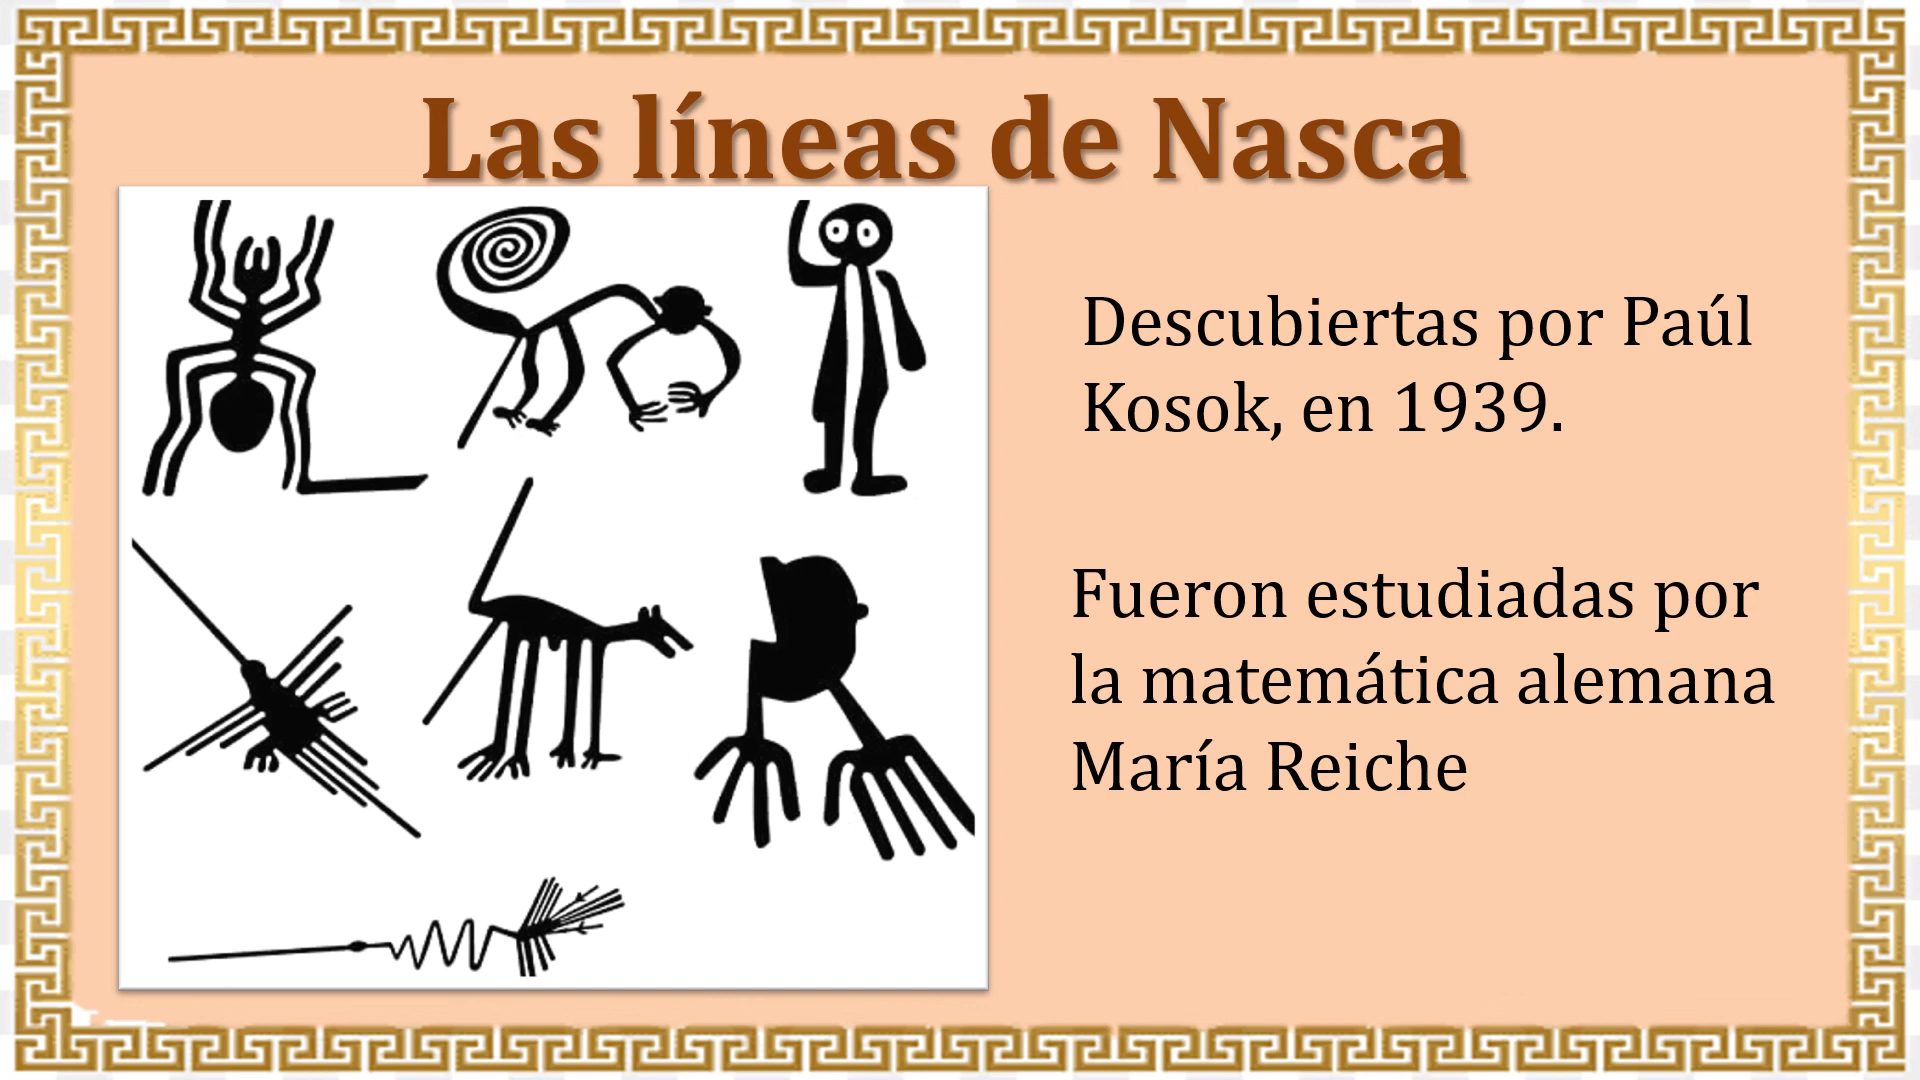 Las líneas de Nasca
Descubiertas por Paúl
Kosok, en 1939.
Fueron estudiadas por
la matemática alemana
María Reiche